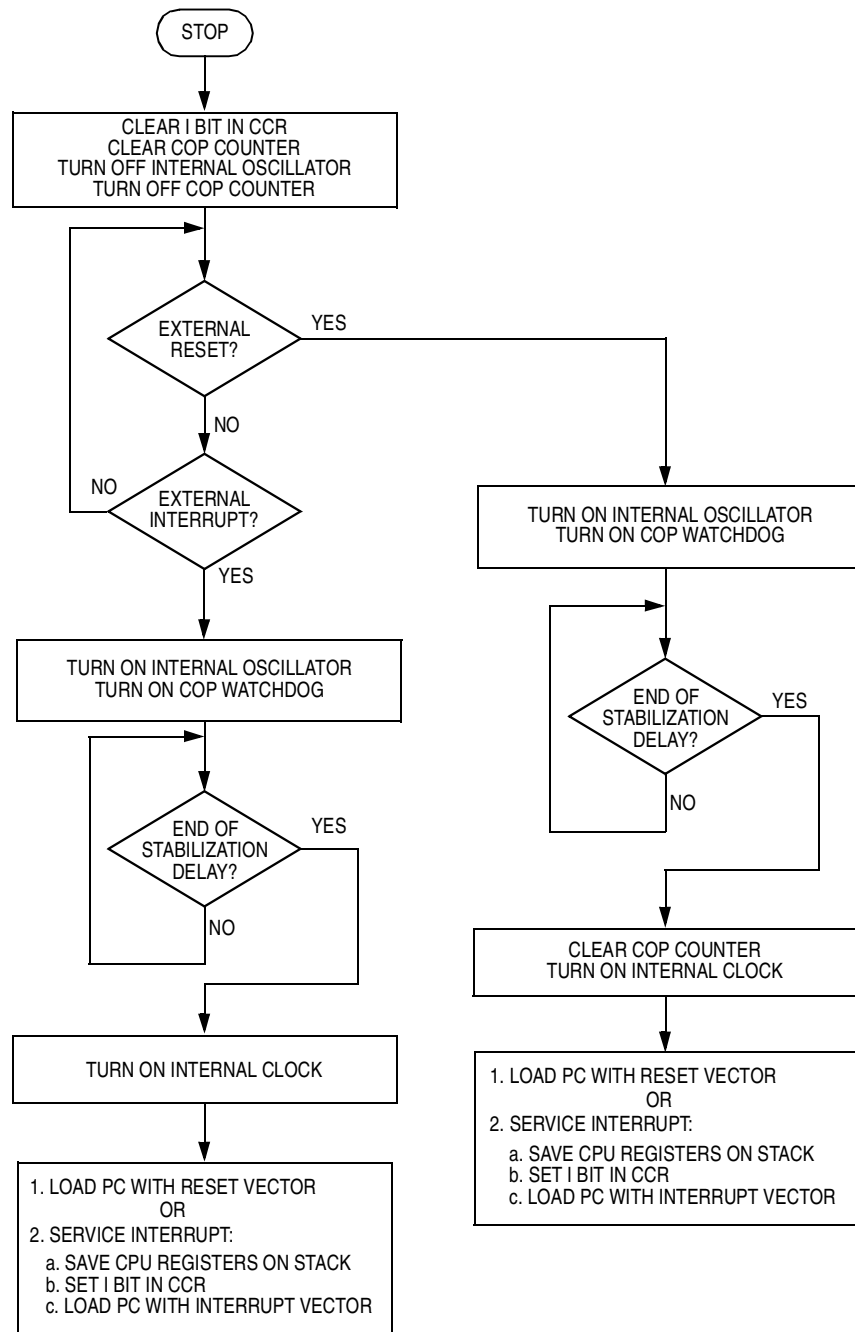 STOP
CLEAR I BIT IN CCR
CLEAR COP COUNTER
TURN OFF INTERNAL OSCILLATOR
TURN OFF COP COUNTER
EXTERNAL
RESET?
YES
NO
EXTERNAL
INTERRUPT?
NO
YES
TURN ON INTERNAL OSCILLATOR
TURN ON COP WATCHDOG
END OF
STABILIZATION
DELAY?
YES
NO
TURN ON INTERNAL CLOCK
1. LOAD PC WITH RESET VECTOR
OR
2. SERVICE INTERRUPT:
a. SAVE CPU REGISTERS ON STACK
b. SET I BIT IN CCR
c. LOAD PC WITH INTERRUPT VECTOR
TURN ON INTERNAL OSCILLATOR
TURN ON COP WATCHDOG
END OF
STABILIZATION
DELAY?
YES
NO
CLEAR COP COUNTER
TURN ON INTERNAL CLOCK
1. LOAD PC WITH RESET VECTOR
OR
2. SERVICE INTERRUPT:
a. SAVE CPU REGISTERS ON STACK
b. SET I BIT IN CCR
c. LOAD PC WITH INTERRUPT VECTOR